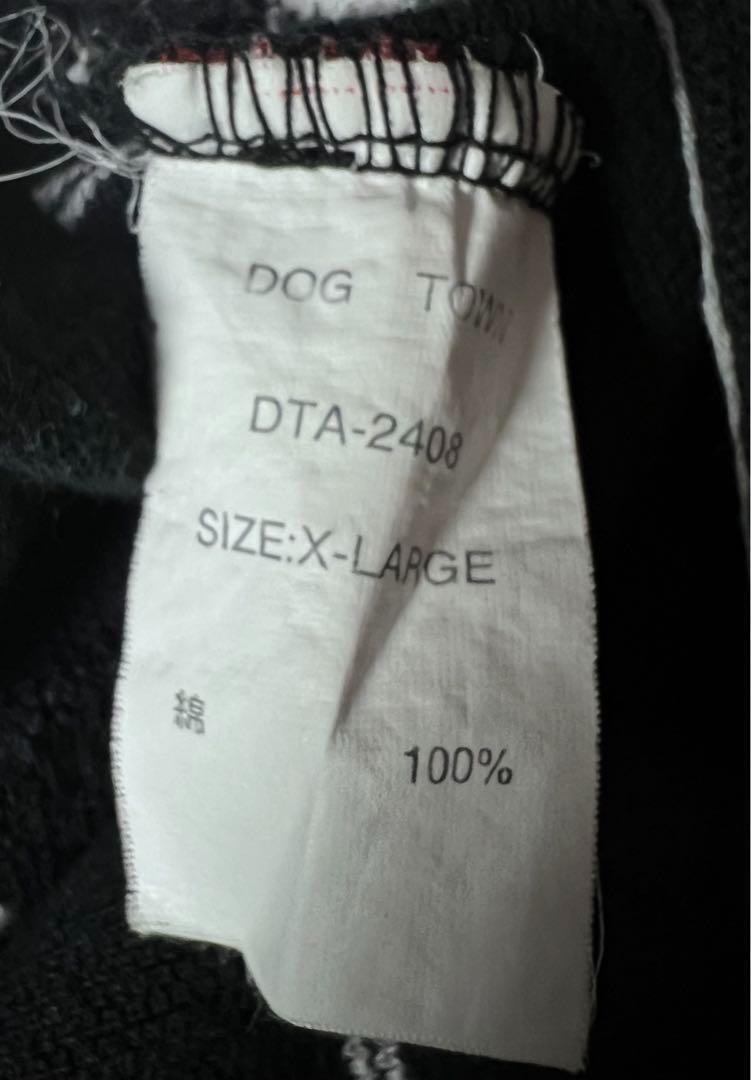 DOG TOWN
DTA-2408
SIZE:X-LARGE
綿 100%